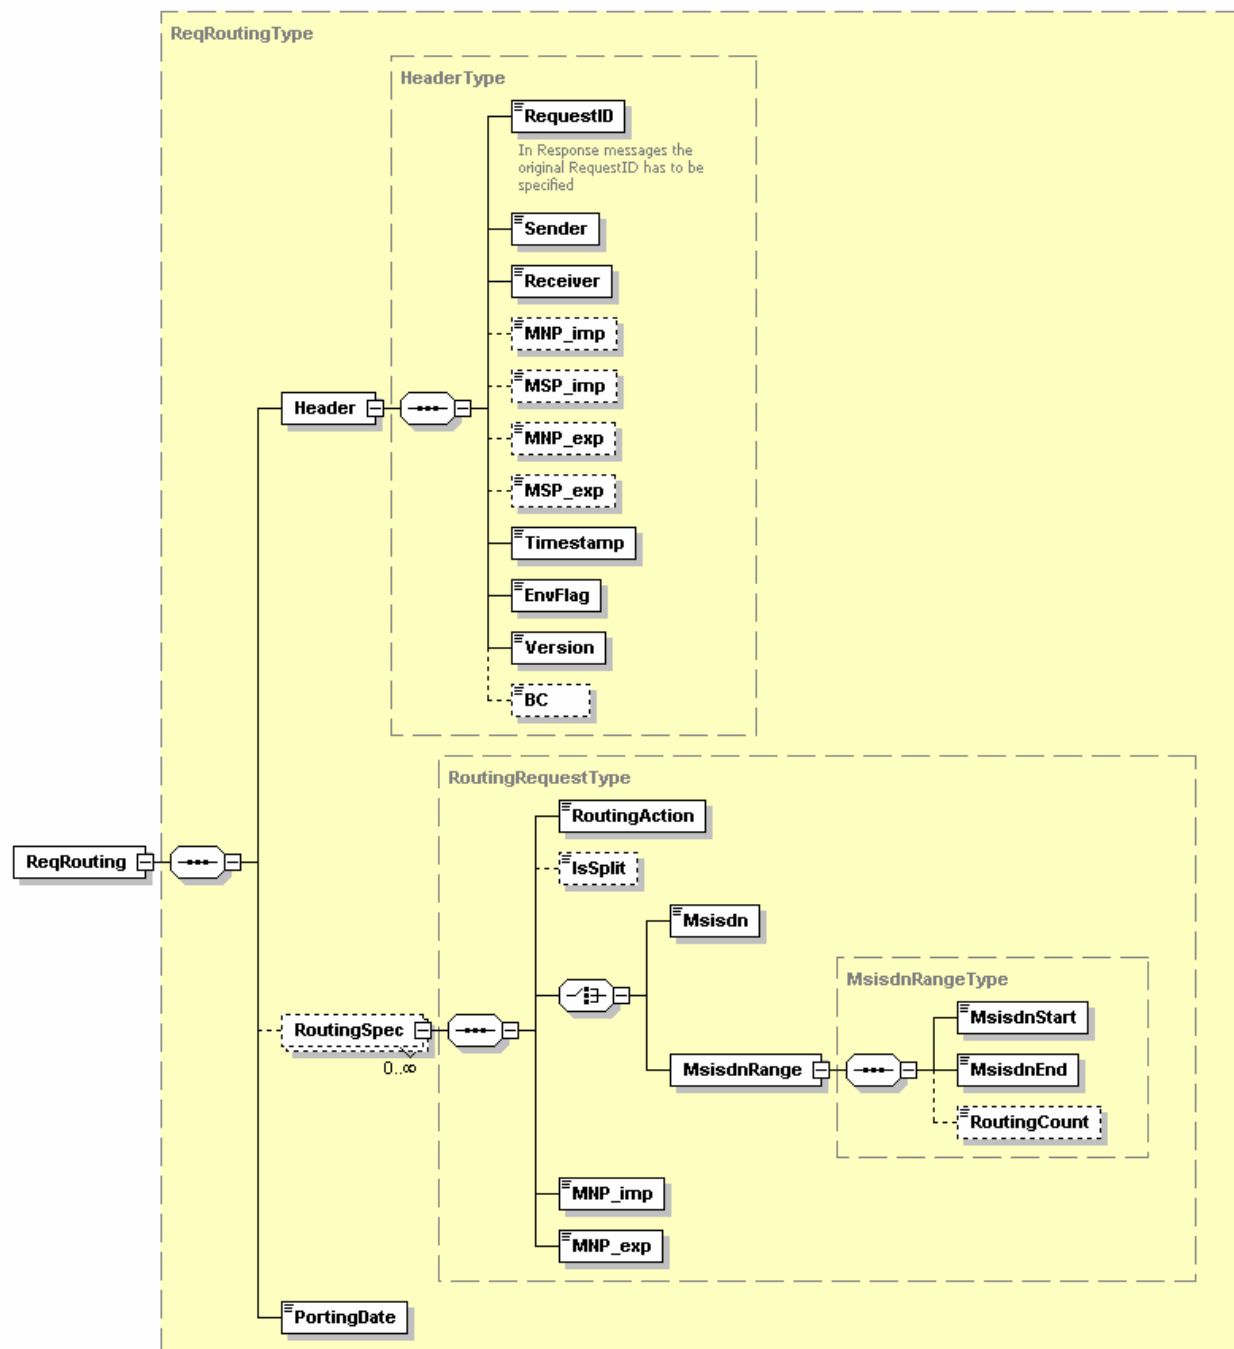 ReqRoutingType
HeaderType
RequestID
In Response messages the
original RequestID has to be
specified
Sender
Receiver
MNP_imp
MSP_imp
Header
MNP_exp
MSP_exp
Timestamp
EnvFlag
Version
BC
RoutingRequestType
RoutingAction
ReqRouting
IsSplit
Msisdn
MsisdnRangeType
MsisdnStart
RoutingSpec
0..∞
MsisdnRange
MsisdnEnd
RoutingCount
MNP_imp
MNP_exp
PortingDate